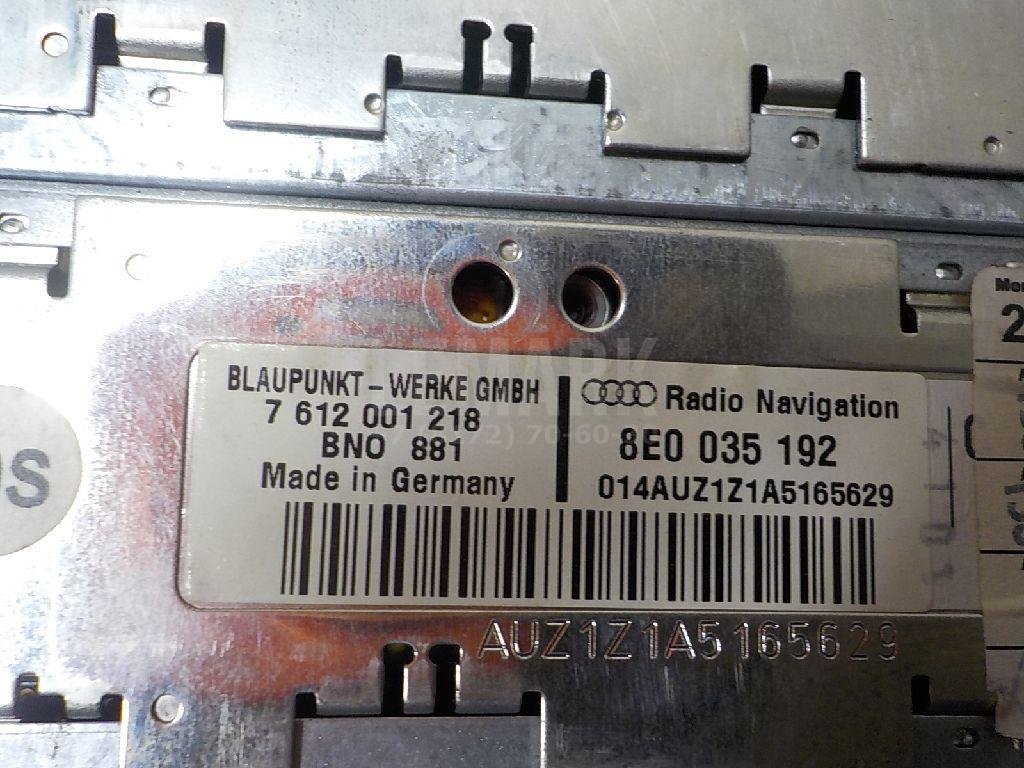 BLAUPUNKT - WERKE GMBH
7 612 001 218
BNO 881
Made in Germany
Radio Navigation
8E0 035 192
014AUZ1Z1A5165629
AUZ1Z1A5165629
2